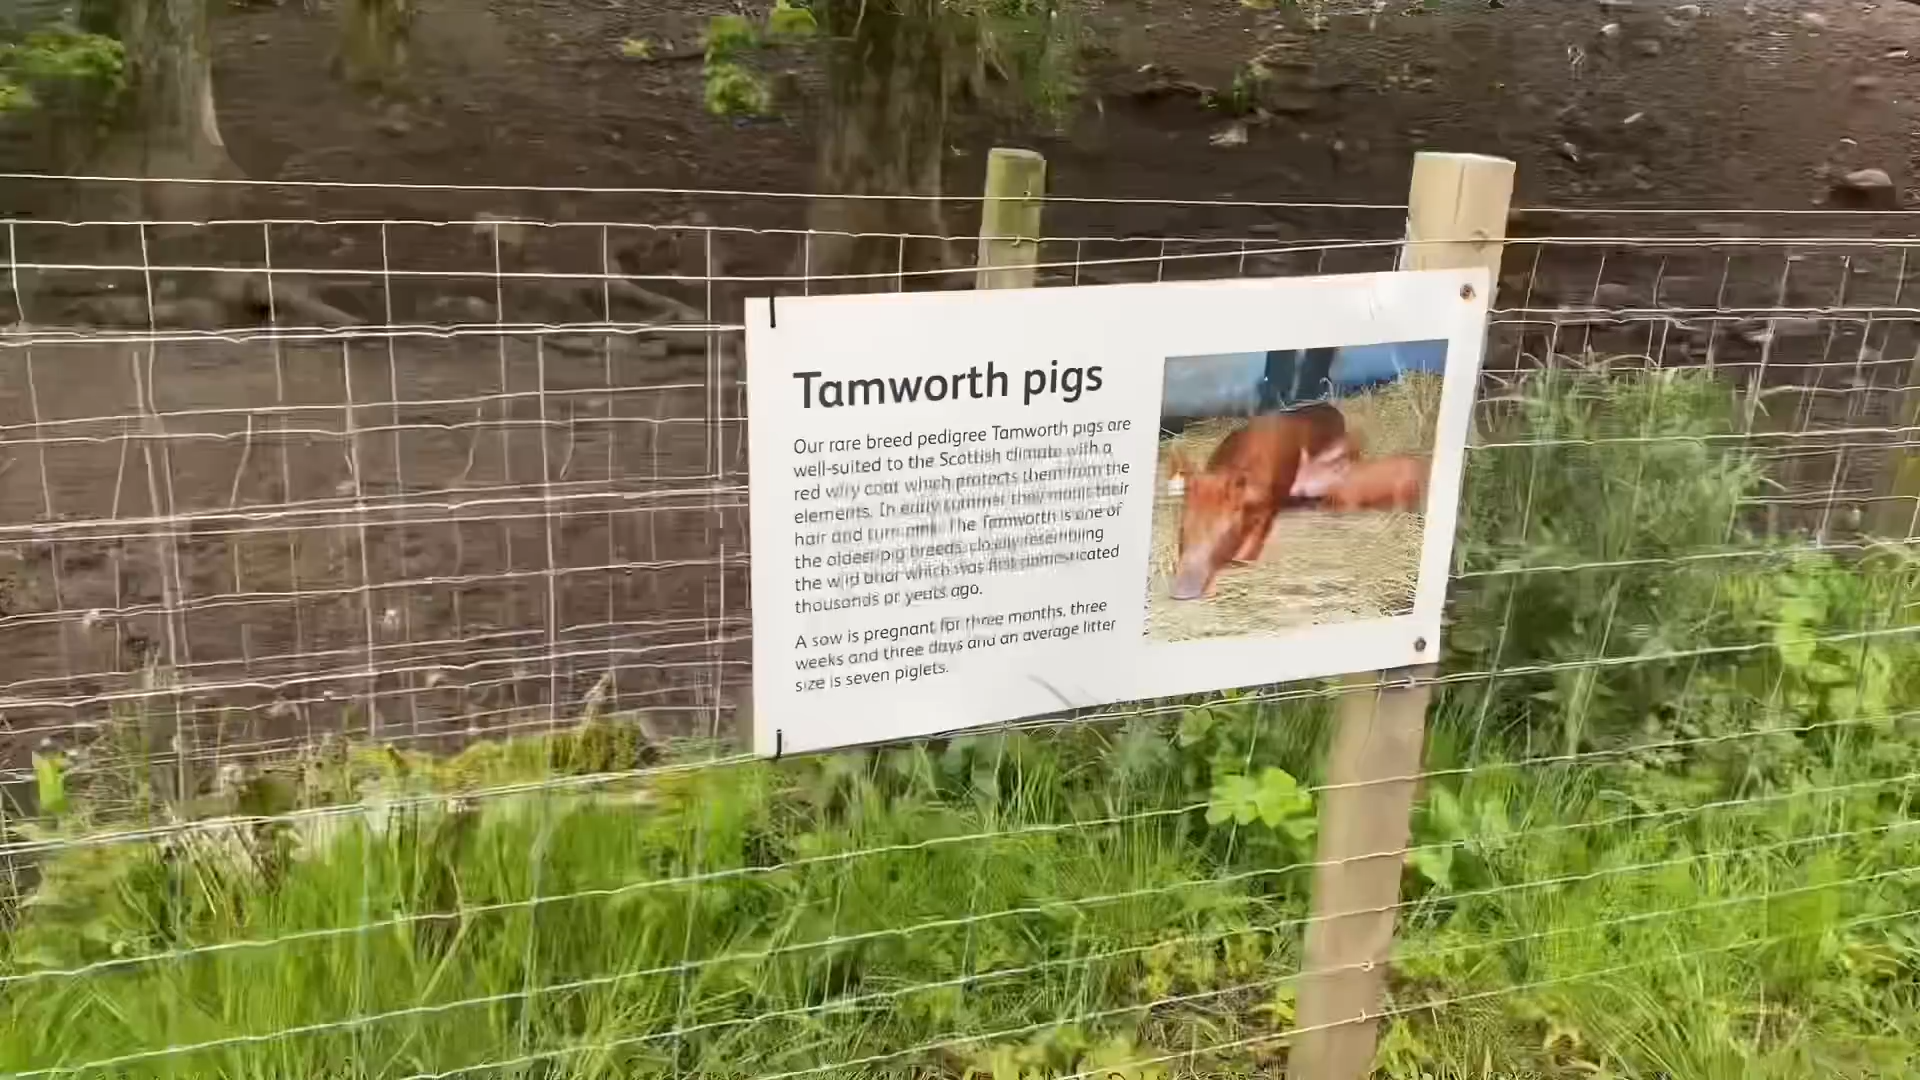 Tamworth pigs
Our rare breed pedigree Tamworth pigs are
well-suited to the Scottish climate with a
red wiry coat which protects them from the
elements. In early summer they moult their
hair and turn pink. The Tamworth is one of
the oldest pig breeds, closely resembling
the wild boar which was first domesticated
thousands of years ago.
A sow is pregnant for three months, three
weeks and three days and an average litter
size is seven piglets.